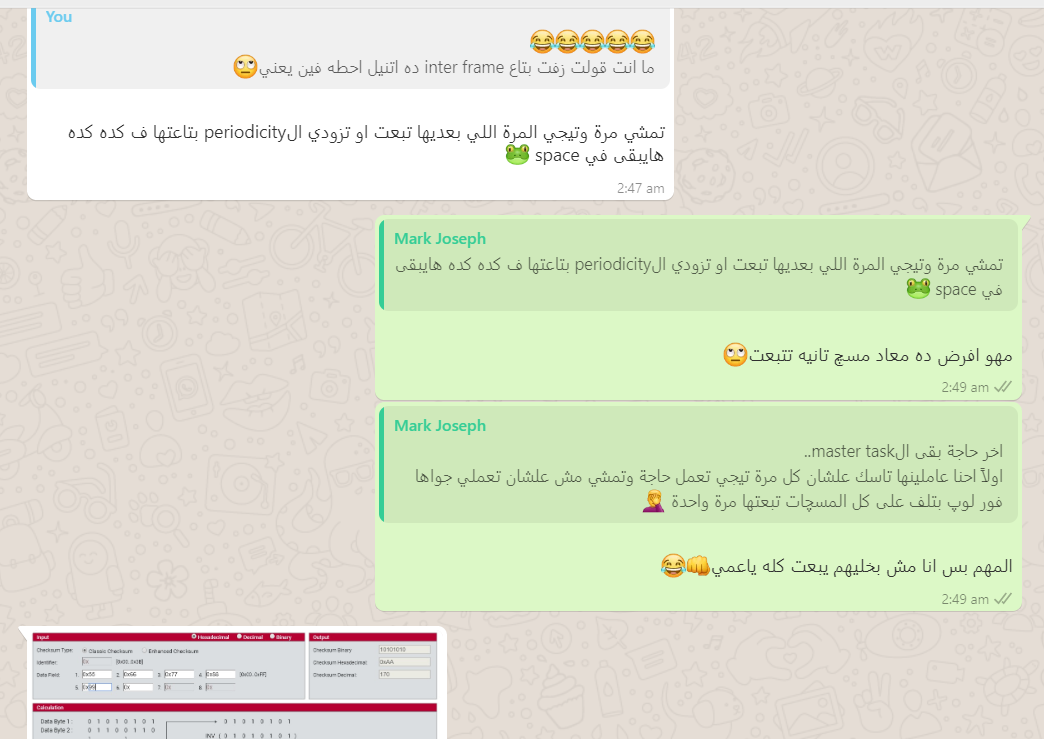 You
😂😂😂😂😂
ما انت قولت زفت بتاع inter frame ده اتنيل احطه فين يعني🙄
تمشي مرة وتيجي المرة اللي بعديها تبعت او تزودي الperiodicity بتاعتها ف كده كده
هايبقى في space 🐸
2:47 am
Mark Joseph
تمشي مرة وتيجي المرة اللي بعديها تبعت او تزودي الperiodicity بتاعتها ف كده كده هايبقى
في space 🐸
مهو افرض ده معاد مسچ تانيه تتبعت🙄
2:49 am
Mark Joseph
اخر حاجة بقى الmaster task..
اولاً احنا عاملينها تاسك علشان كل مرة تيَجي تعمل حاجة وتمشي مش علشان تعملي جواها
فور لوپ بتلف على كل المسچات تبعتها مرة واحدة 🤦‍♀️
المهم بس انا مش بخليهم يبعت كله ياعمي👊😂
2:49 am
Input Hexadecimal Decimal Binary
Output
Checksum Type: Classic Checksum Enhanced Checksum
Checksum Binary 10101010
Identifier: 0x [0x00..0x3F]
Checksum Hexadecimal: 0xAA
Data Field 1. 0x55 2. 0x66 3. 0x77 4. 0x88 [0x00..0xFF]
Checksum Decimal: 170
5. 0x99 6. 0x 7. 0x 8. 0x
Calculation
Data Byte 1 : 0 1 0 1 0 1 0 1 0 1 0 1 0 1 0 1
Data Byte 2 : 0 1 1 0 0 1 1 0
INV ( 0 1 0 1 0 1 0 1 )